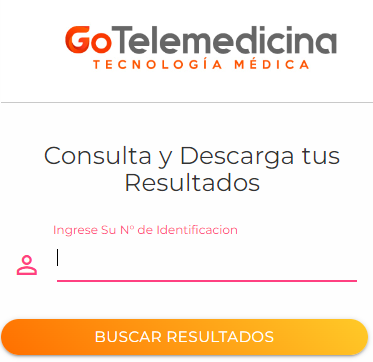 GoTelemedicina
TECNOLOGÍA MÉDICA
Consulta y Descarga tus
Resultados
Ingrese Su N° de Identificacion
BUSCAR RESULTADOS